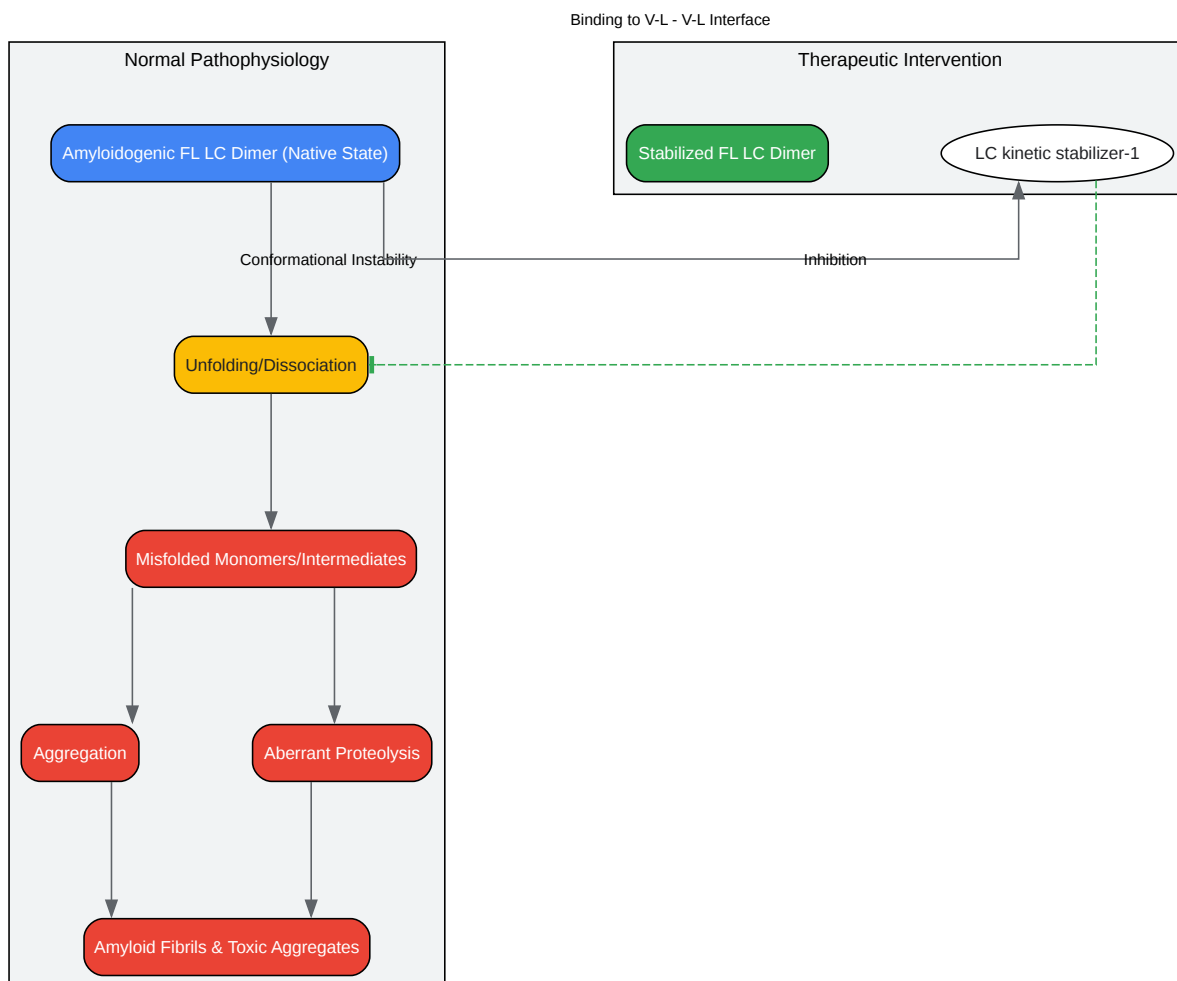 Binding to V-L - V-L Interface
Normal Pathophysiology
Therapeutic Intervention
Amyloidogenic FL LC Dimer (Native State)
Stabilized FL LC Dimer
LC kinetic stabilizer-1
Conformational Instability
Inhibition
Unfolding/Dissociation
Misfolded Monomers/Intermediates
Aggregation
Aberrant Proteolysis
Amyloid Fibrils & Toxic Aggregates